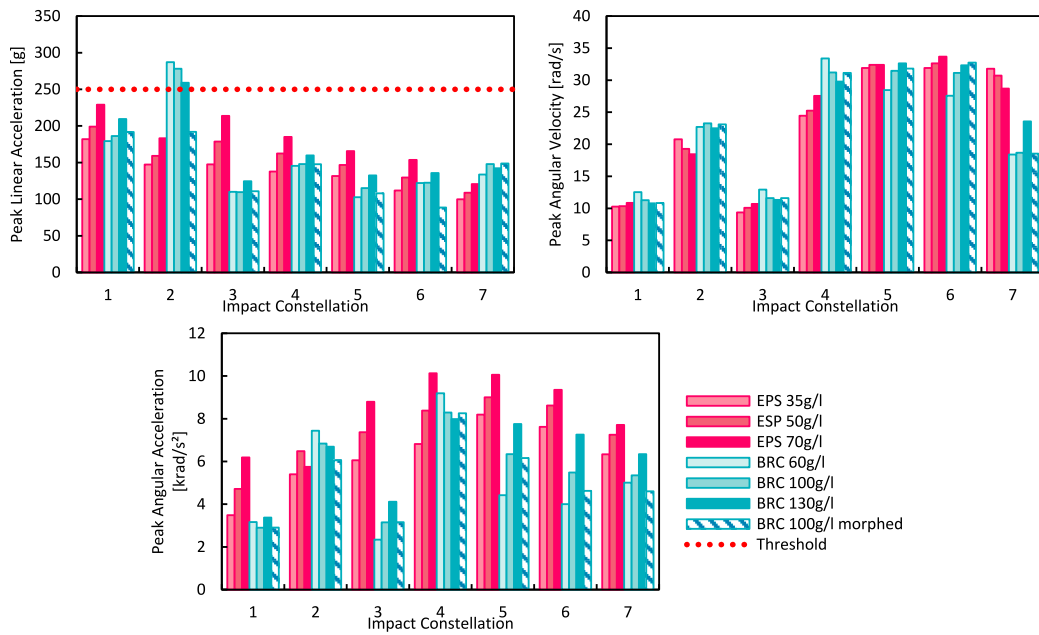 Peak Linear Acceleration [g]
350
300
250
200
150
100
50
0
1 2 3 4 5 6 7
Impact Constellation
Peak Angular Velocity [rad/s]
40
35
30
25
20
15
10
5
0
1 2 3 4 5 6 7
Impact Constellation
Peak Angular Acceleration
[krad/s²]
12
10
8
6
4
2
0
1 2 3 4 5 6 7
Impact Constellation
EPS 35g/l
ESP 50g/l
EPS 70g/l
BRC 60g/l
BRC 100g/l
BRC 130g/l
BRC 100g/l morphed
Threshold